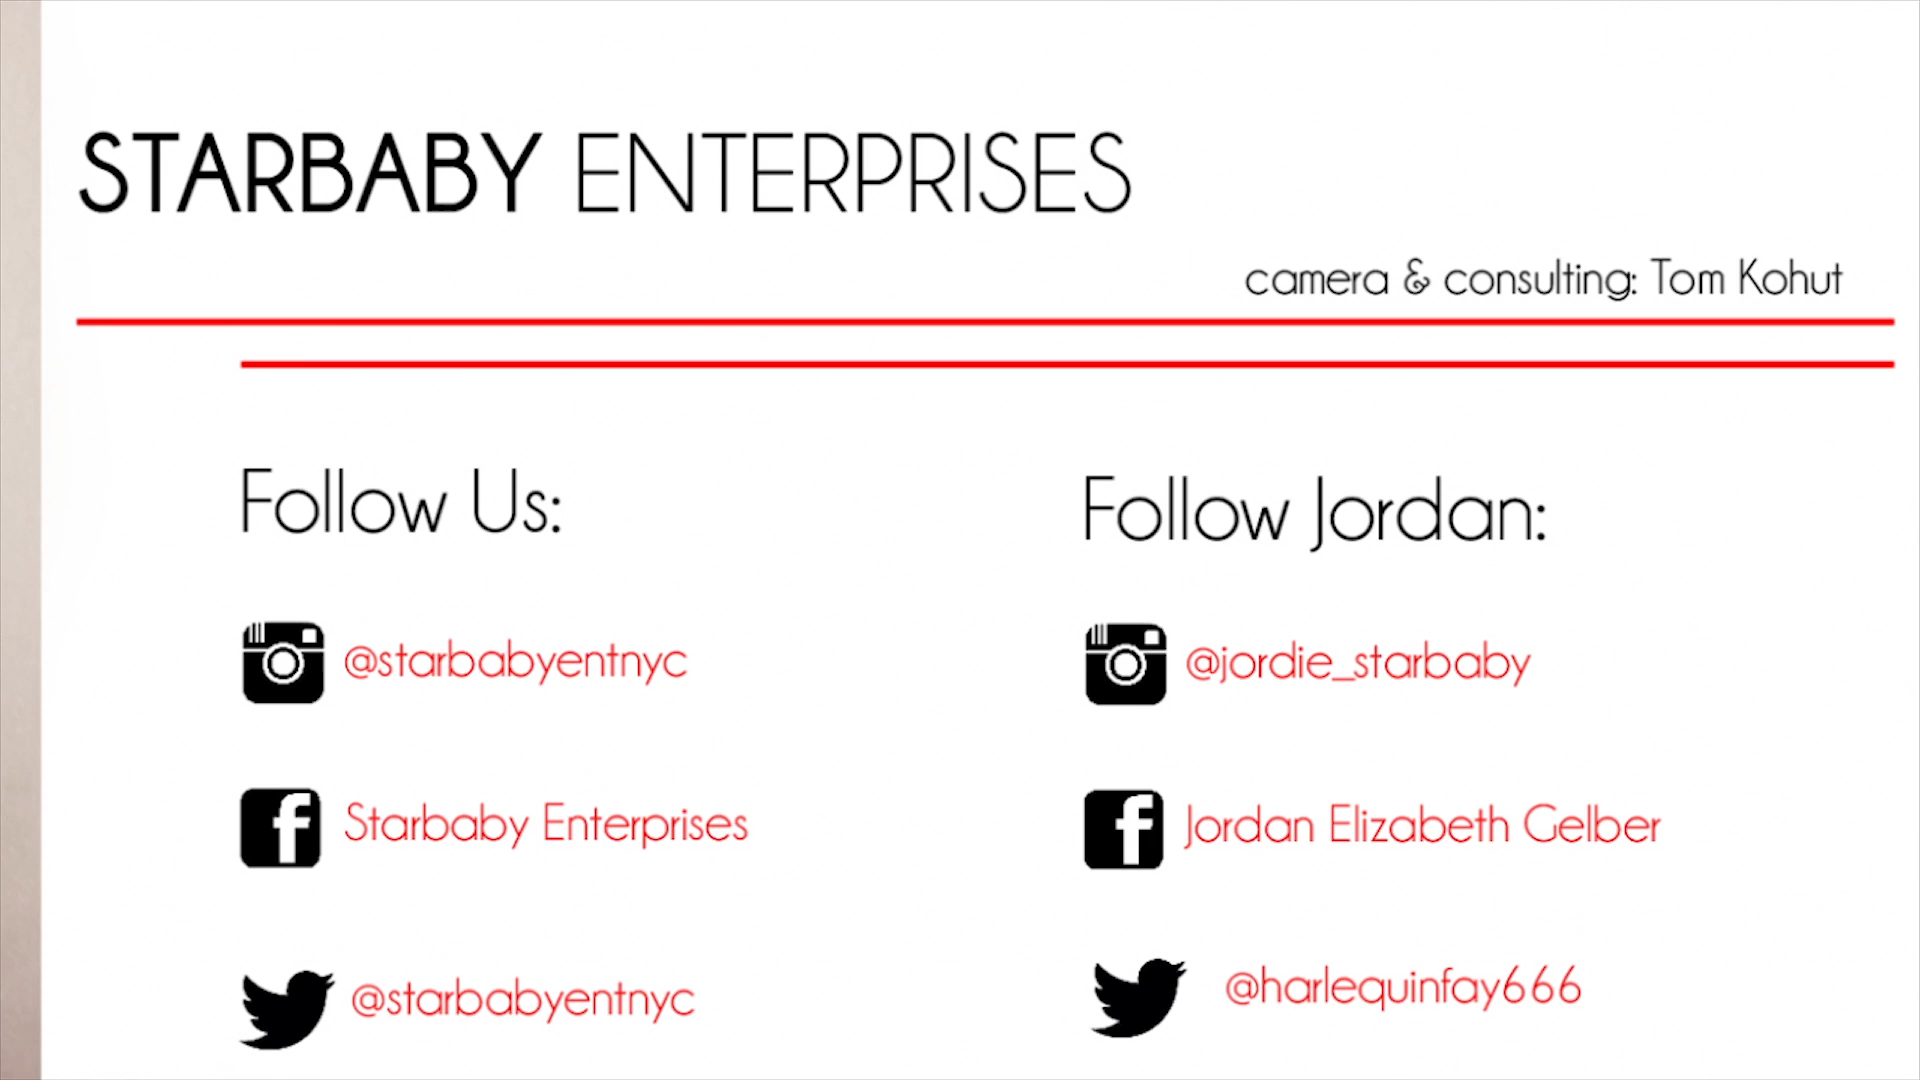 STARBABY ENTERPRISES
camera & consulting: Tom Kohut
Follow Us:
@starbabyentnyc
Starbaby Enterprises
@starbabyentnyc
Follow Jordan:
@jordie_starbaby
Jordan Elizabeth Gelber
@harlequinfay666